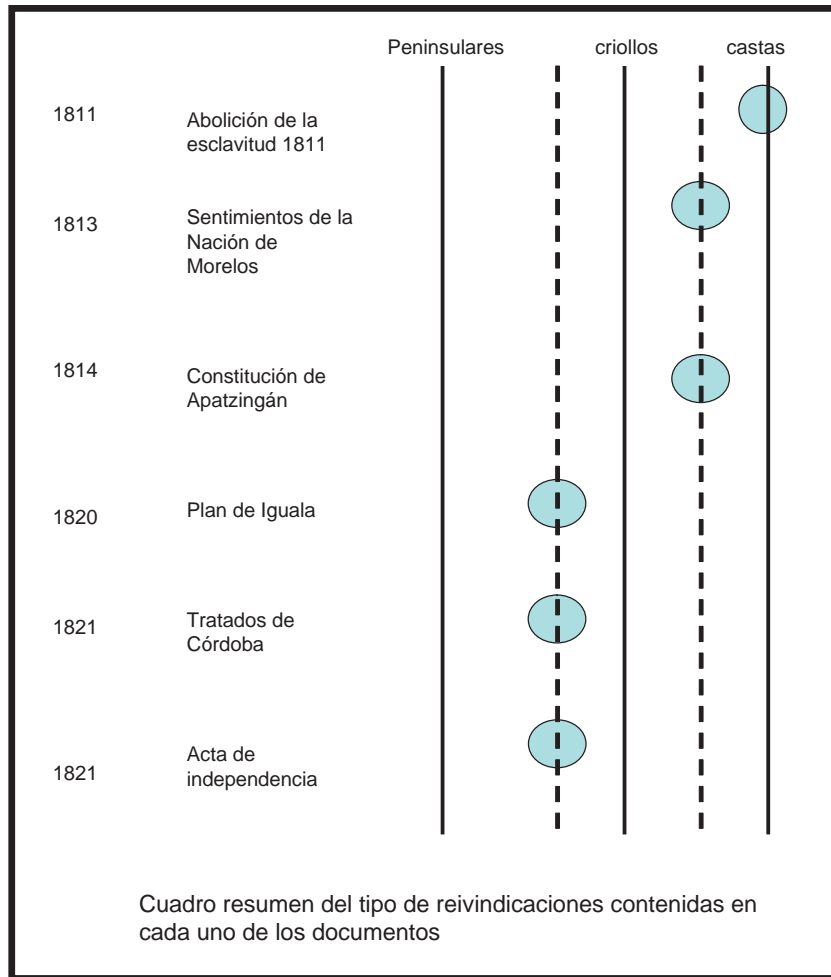 Peninsulares criollos castas
1811 Abolición de la
esclavitud 1811
1813 Sentimientos de la
Nación de
Morelos
1814 Constitución de
Apatzingán
1820 Plan de Iguala
1821 Tratados de
Córdoba
1821 Acta de
independencia
Cuadro resumen del tipo de reivindicaciones contenidas en
cada uno de los documentos